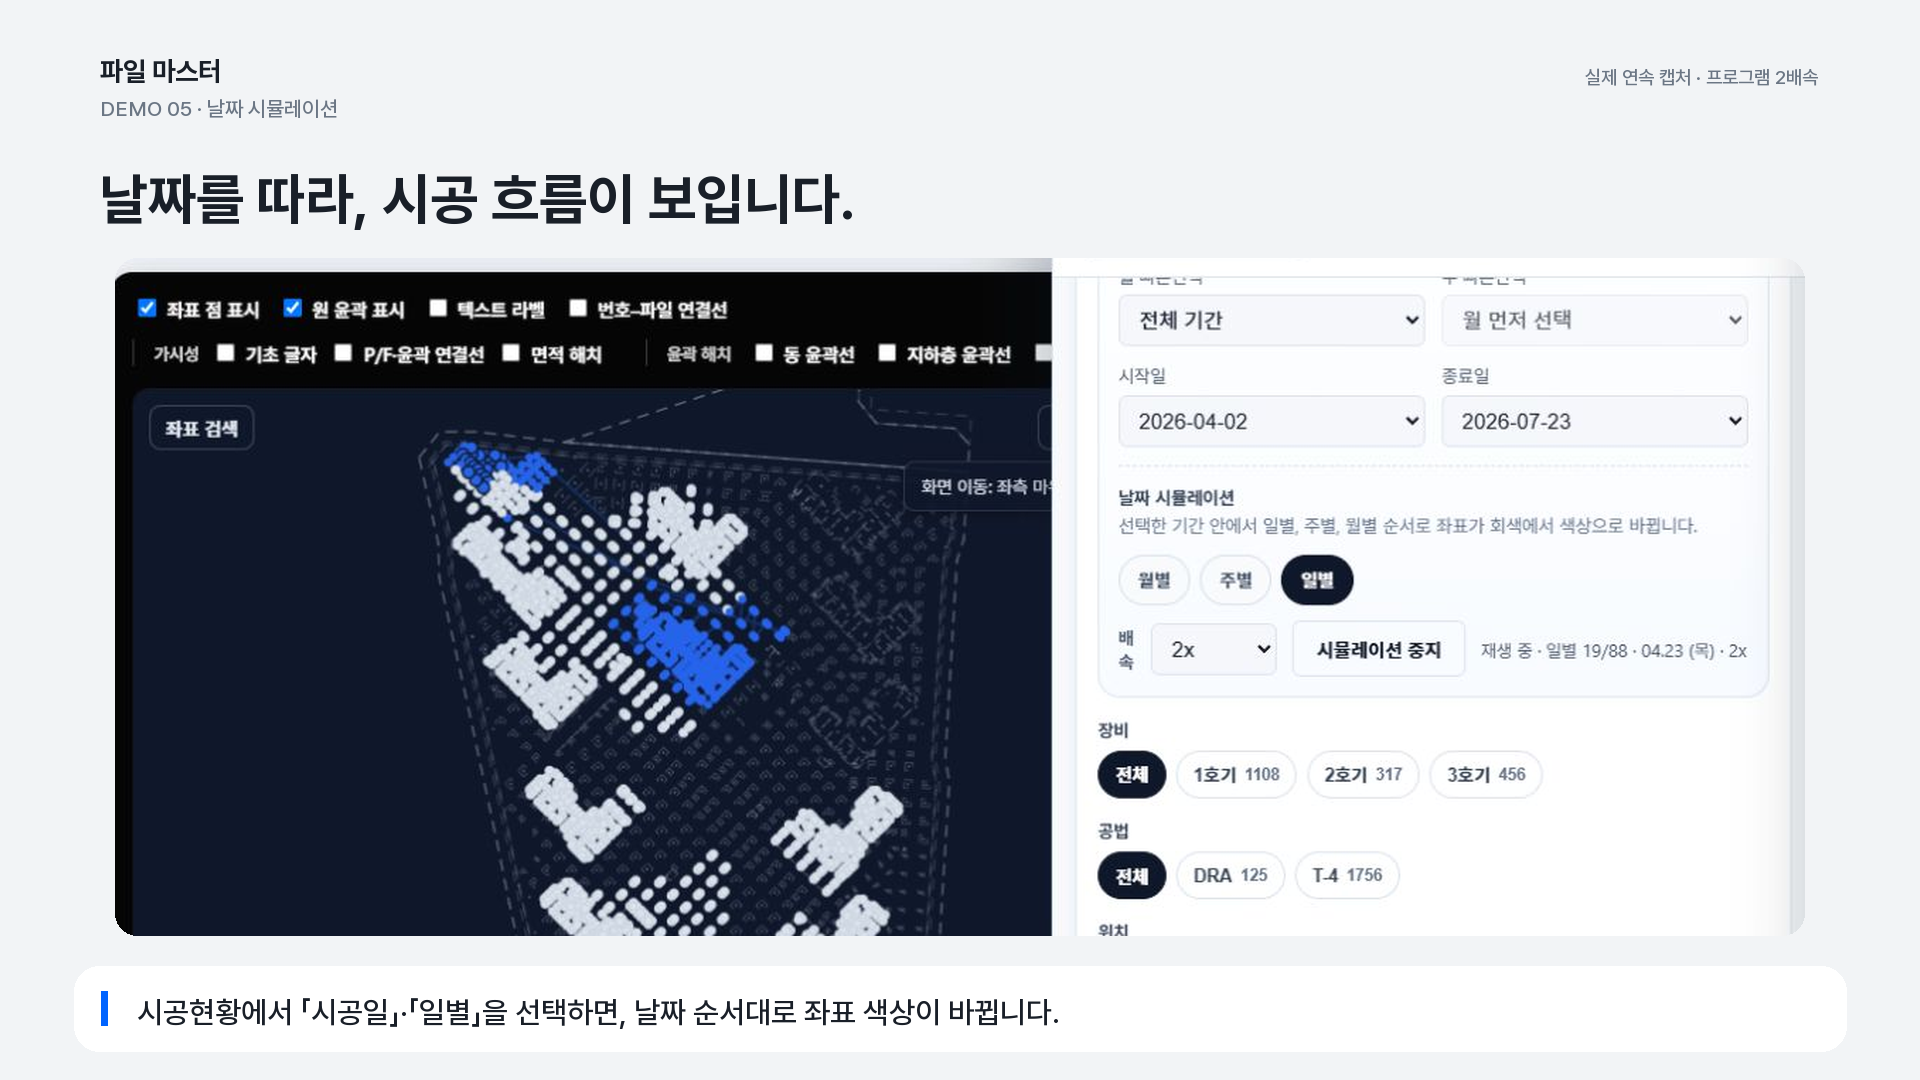 파일 마스터
DEMO 05 · 날짜 시뮬레이션
실제 연속 캡처 · 프로그램 2배속
날짜를 따라, 시공 흐름이 보입니다.
좌표 점 표시 원 윤곽 표시 텍스트 라벨 번호–파일 연결선
가시성 기초 글자 P/F-윤곽 연결선 면적 해치 윤곽 해치 동 윤곽선 지하층 윤곽선
좌표 검색
화면 이동: 좌측 마
전체 기간 월 먼저 선택
시작일 종료일
2026-04-02 2026-07-23
날짜 시뮬레이션
선택한 기간 안에서 일별, 주별, 월별 순서로 좌표가 회색에서 색상으로 바뀝니다.
월별 주별 일별
배속 2x 시뮬레이션 중지 재생 중 · 일별 19/88 · 04.23 (목) · 2x
장비
전체 1호기 1108 2호기 317 3호기 456
공법
전체 DRA 125 T-4 1756
위치
시공현황에서 「시공일」·「일별」을 선택하면, 날짜 순서대로 좌표 색상이 바뀝니다.